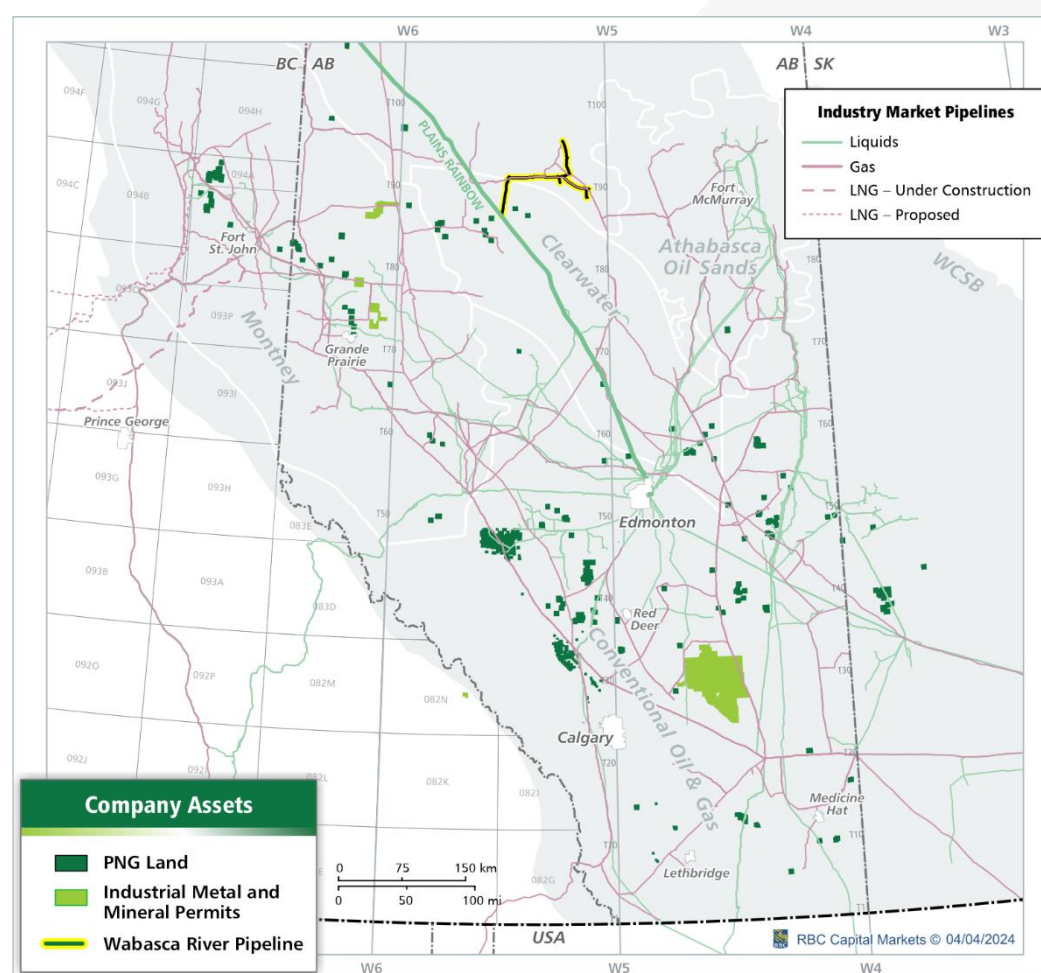 W6
W5
W4
W3
BC
AB
AB
SK
094F
094G
094H
T100
T100
Industry Market Pipelines
Liquids
Gas
LNG – Under Construction
LNG – Proposed
PLAINS RAINBOW
094C
094B
094A
T90
T90
Fort
McMurray
Fort
St. John
Clearwater
Athabasca
Oil Sands
WCSB
093O
093P
T80
T80
Montney
Grande
Prairie
T70
T70
T70
093J
093I
Prince George
T60
T60
T60
093G
093H
083E
T50
T50
T50
Edmonton
093B
093A
083D
T40
T40
Red
Deer
Conventional Oil & Gas
092O
092P
082M
082N
T30
T30
Calgary
092J
082L
082K
082J
T20
T20
Company Assets
PNG Land
Industrial Metal and
Mineral Permits
Wabasca River Pipeline
Medicine
Hat
T10
T10
Lethbridge
082G
0 75 150 km
0 50 100 m
USA
RBC Capital Markets © 04/04/2024
W6
W5
W4